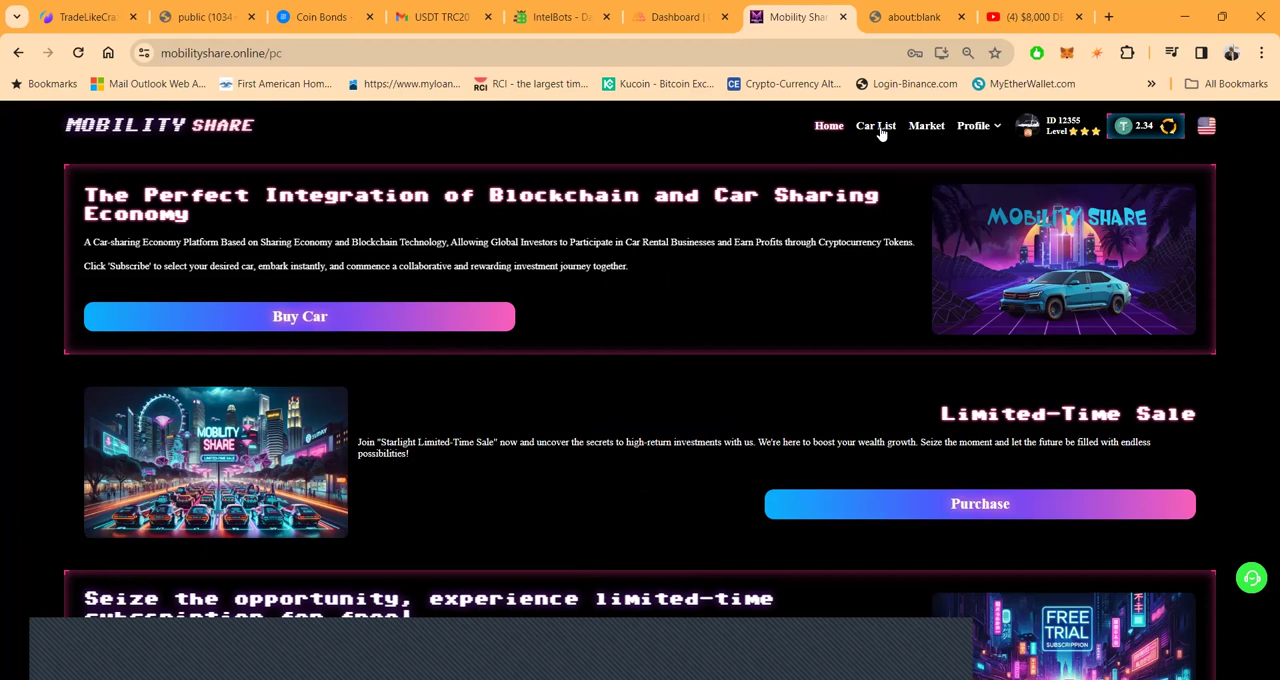 TradeLikeCra
public (1034
Coin Bonds -
USDT TRC20
IntelBots - Da
Dashboard |
Mobility Shar
about:blank
(4) $8,000 DE
mobilityshare.online/pc
Bookmarks
Mail Outlook Web A...
First American Hom...
https://www.myloan...
RCI - the largest tim...
Kucoin - Bitcoin Exc...
Crypto-Currency Alt...
Login-Binance.com
MyEtherWallet.com
»
All Bookmarks
MOBILITY SHARE
Home
Car List
Market
Profile
ID 12355
Level
2.34
The Perfect Integration of Blockchain and Car Sharing
Economy
A Car-sharing Economy Platform Based on Sharing Economy and Blockchain Technology, Allowing Global Investors to Participate in Car Rental Businesses and Earn Profits through Cryptocurrency Tokens.
Click 'Subscribe' to select your desired car, embark instantly, and commence a collaborative and rewarding investment journey together.
Buy Car
MOBILITY SHARE
MOBILITY
SHARE
Limited-Time Sale
Join "Starlight Limited-Time Sale" now and uncover the secrets to high-return investments with us. We're here to boost your wealth growth. Seize the moment and let the future be filled with endless
possibilities!
Purchase
Seize the opportunity, experience limited-time
subscription for free!
FREE
TRIAL
SUBSCRIPPION